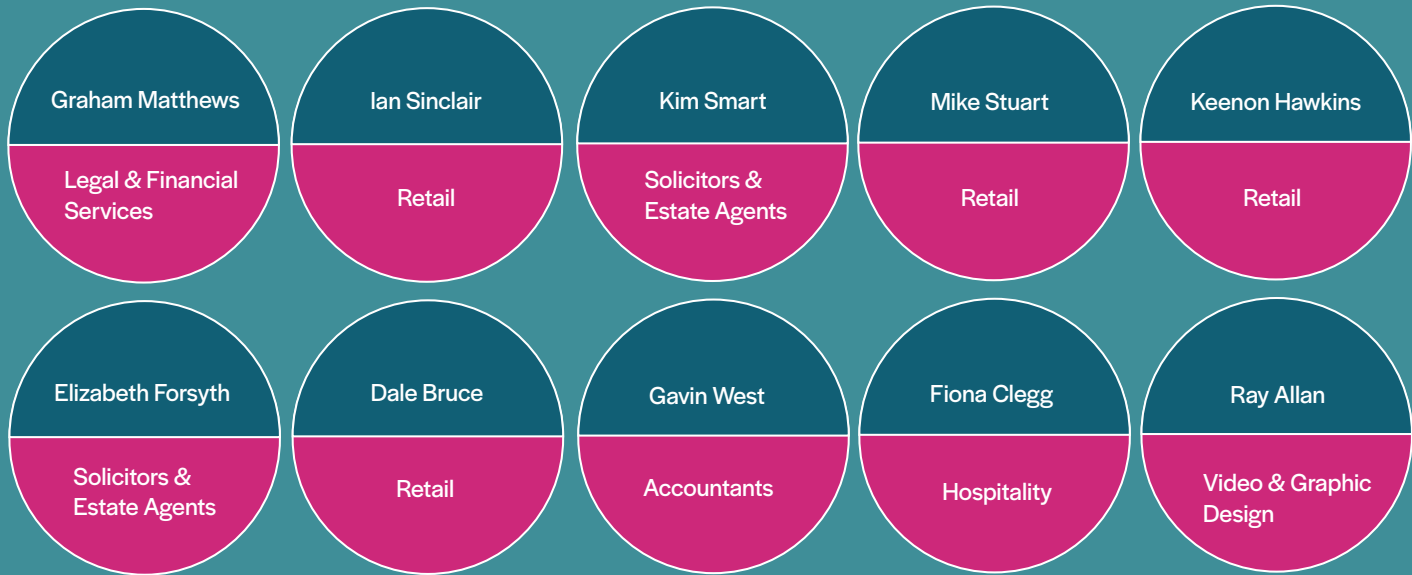 Graham Matthews
Legal & Financial
Services
Ian Sinclair
Retail
Kim Smart
Solicitors &
Estate Agents
Mike Stuart
Retail
Keenon Hawkins
Retail
Elizabeth Forsyth
Solicitors &
Estate Agents
Dale Bruce
Retail
Gavin West
Accountants
Fiona Clegg
Hospitality
Ray Allan
Video & Graphic
Design